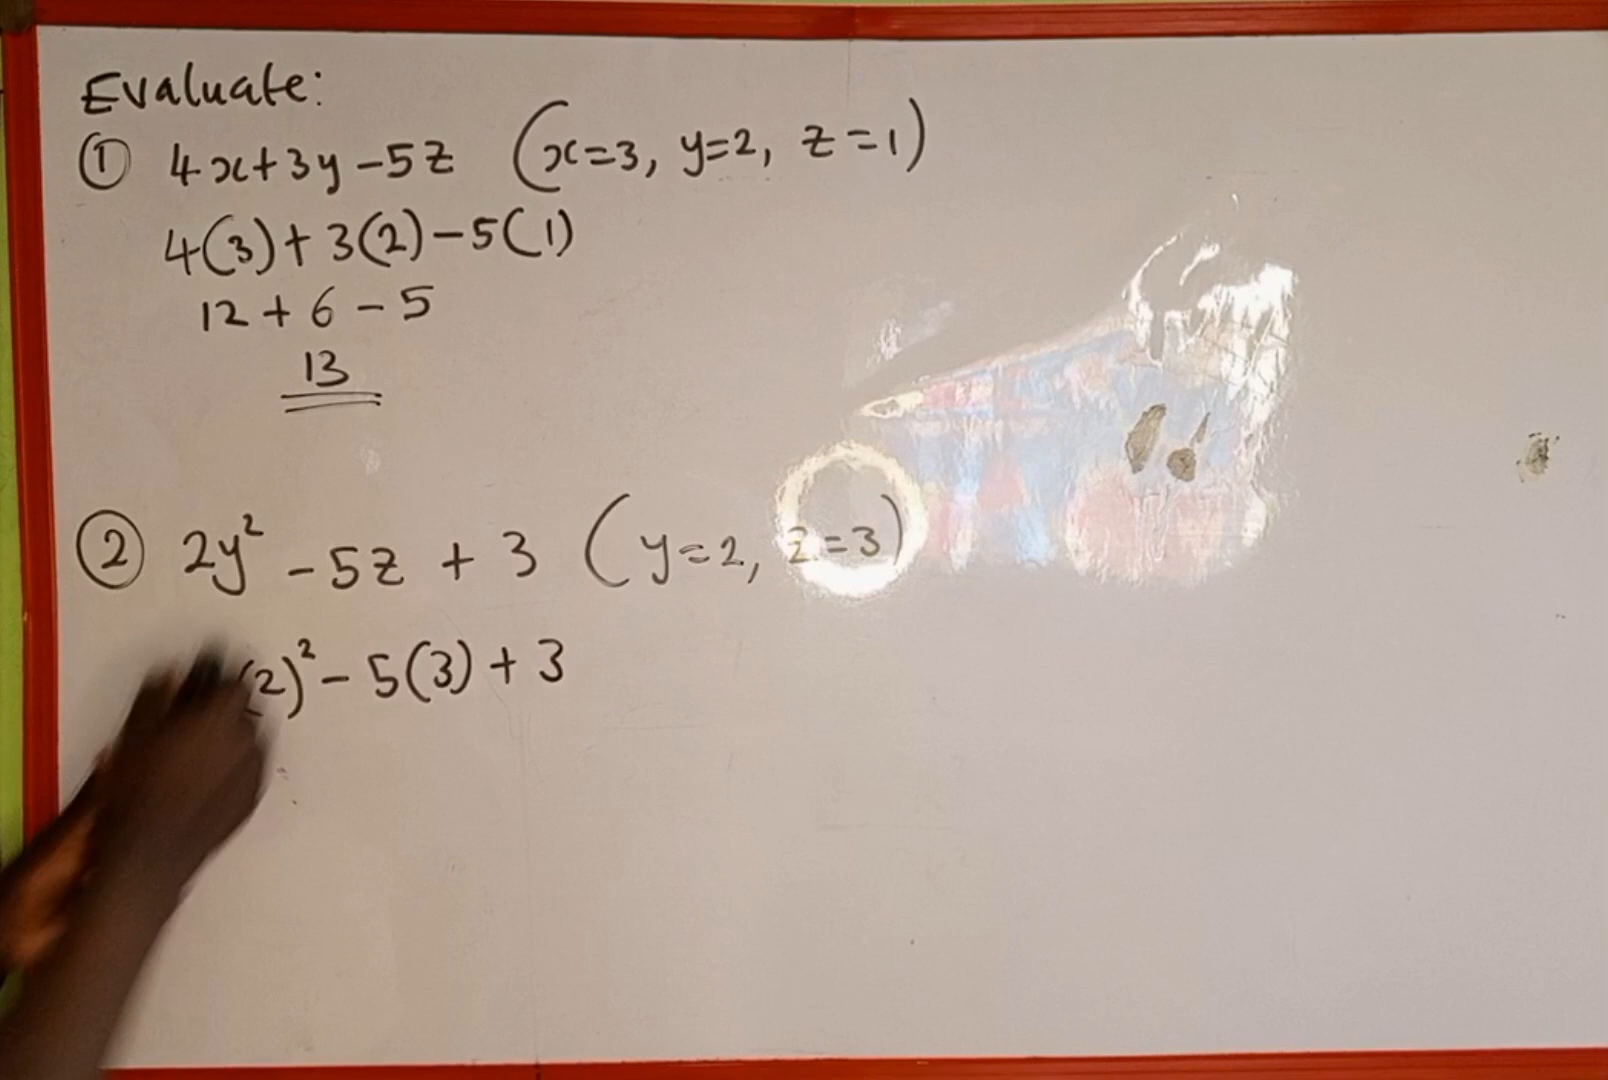 Evaluate:
① 4x+3y-5z (x=3, y=2, z=1)
4(3)+3(2)-5(1)
12+6-5
13
② 2y² -5z + 3 (y=2, z=3)
(2)² - 5(3) + 3